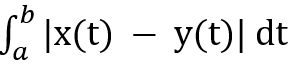 ∫_a^b |x(t) − y(t)| dt